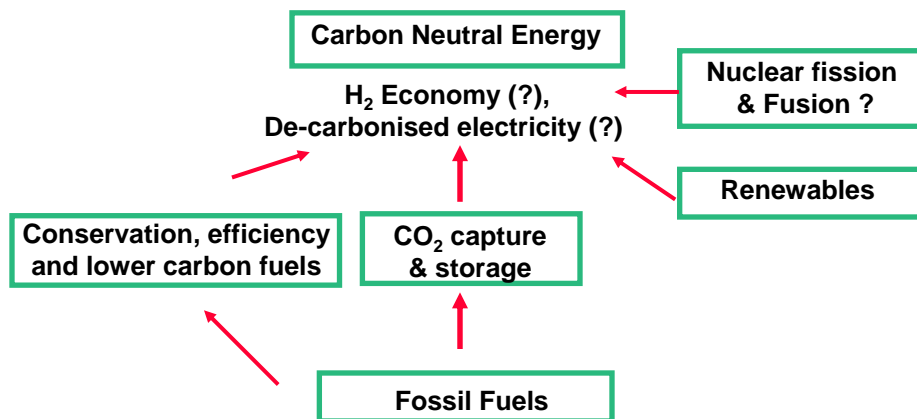 Carbon Neutral Energy
H₂ Economy (?),
De-carbonised electricity (?)
Nuclear fission
& Fusion ?
Renewables
Conservation, efficiency
and lower carbon fuels
CO₂ capture
& storage
Fossil Fuels